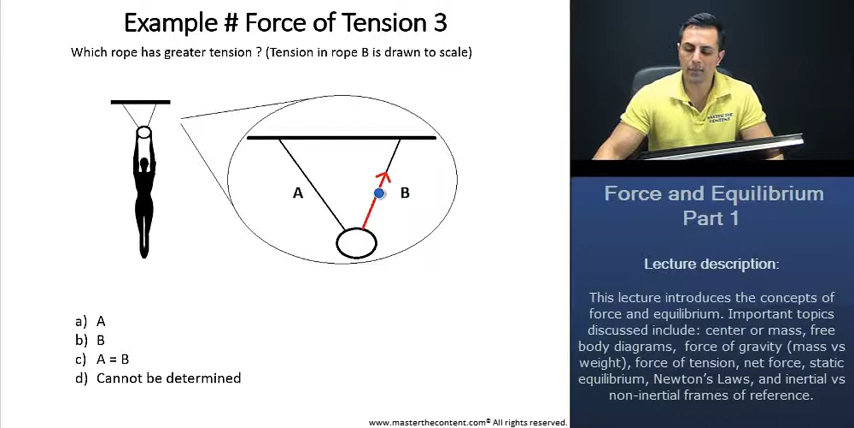 Example # Force of Tension 3
Which rope has greater tension ? (Tension in rope B is drawn to scale)
A
B
a) A
b) B
c) A = B
d) Cannot be determined
www.masterthecontent.com© All rights reserved.
MASTER THE
CONTENT
Force and Equilibrium
Part 1
Lecture description:
This lecture introduces the concepts of
force and equilibrium. Important topics
discussed include: center or mass, free
body diagrams, force of gravity (mass vs
weight), force of tension, net force, static
equilibrium, Newton's Laws, and inertial vs
non-inertial frames of reference.